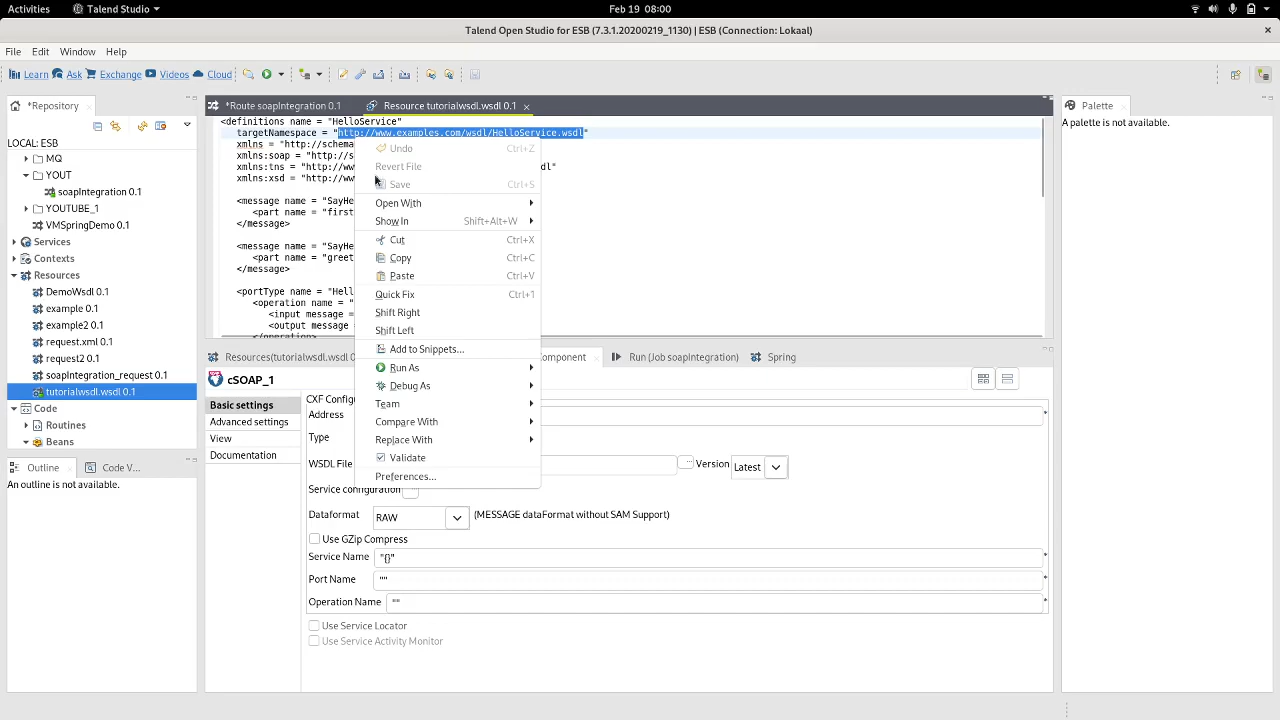 Activities
Talend Studio
Feb 19 08:00
Talend Open Studio for ESB (7.3.1.20200219_1130) | ESB (Connection: Lokaal)
File Edit Window Help
Learn Ask Exchange Videos Cloud
*Repository
LOCAL: ESB
MQ
YOUT
soapIntegration 0.1
YOUTUBE_1
VMSpringDemo 0.1
Services
Contexts
Resources
DemoWsdl 0.1
example 0.1
example2 0.1
request.xml 0.1
request2 0.1
soapIntegration_request 0.1
tutorialwsdl.wsdl 0.1
Code
Routines
Beans
Outline Code V...
An outline is not available.
*Route soapIntegration 0.1 Resource tutorialwsdl.wsdl 0.1
<definitions name = "HelloService"
targetNamespace = "http://www.examples.com/wsdl/HelloService.wsdl"
xmlns = "http://schema
xmlns:soap = "http://s
xmlns:tns = "http://ww dl"
xmlns:xsd = "http://ww
<message name = "SayHe
<part name = "first
</message>
<message name = "SayHe
<part name = "greet
</message>
<portType name = "Hell
<operation name = "
<input message =
<output message =
</operation>
Undo Ctrl+Z
Revert File
Save Ctrl+S
Open With
Show In Shift+Alt+W
Cut Ctrl+X
Copy Ctrl+C
Paste Ctrl+V
Quick Fix Ctrl+1
Shift Right
Shift Left
Add to Snippets...
Run As
Debug As
Team
Compare With
Replace With
Validate
Preferences...
Resources(tutorialwsdl.wsdl 0 omponent Run (Job soapIntegration) Spring
cSOAP_1
Basic settings
Advanced settings
View
Documentation
CXF Config
Address *
Type
WSDL File ... Version Latest
Service configuration ...
Dataformat RAW (MESSAGE dataFormat without SAM Support)
Use GZip Compress
Service Name "{}" *
Port Name "" *
Operation Name "" *
Use Service Locator
Use Service Activity Monitor
Palette
A palette is not available.